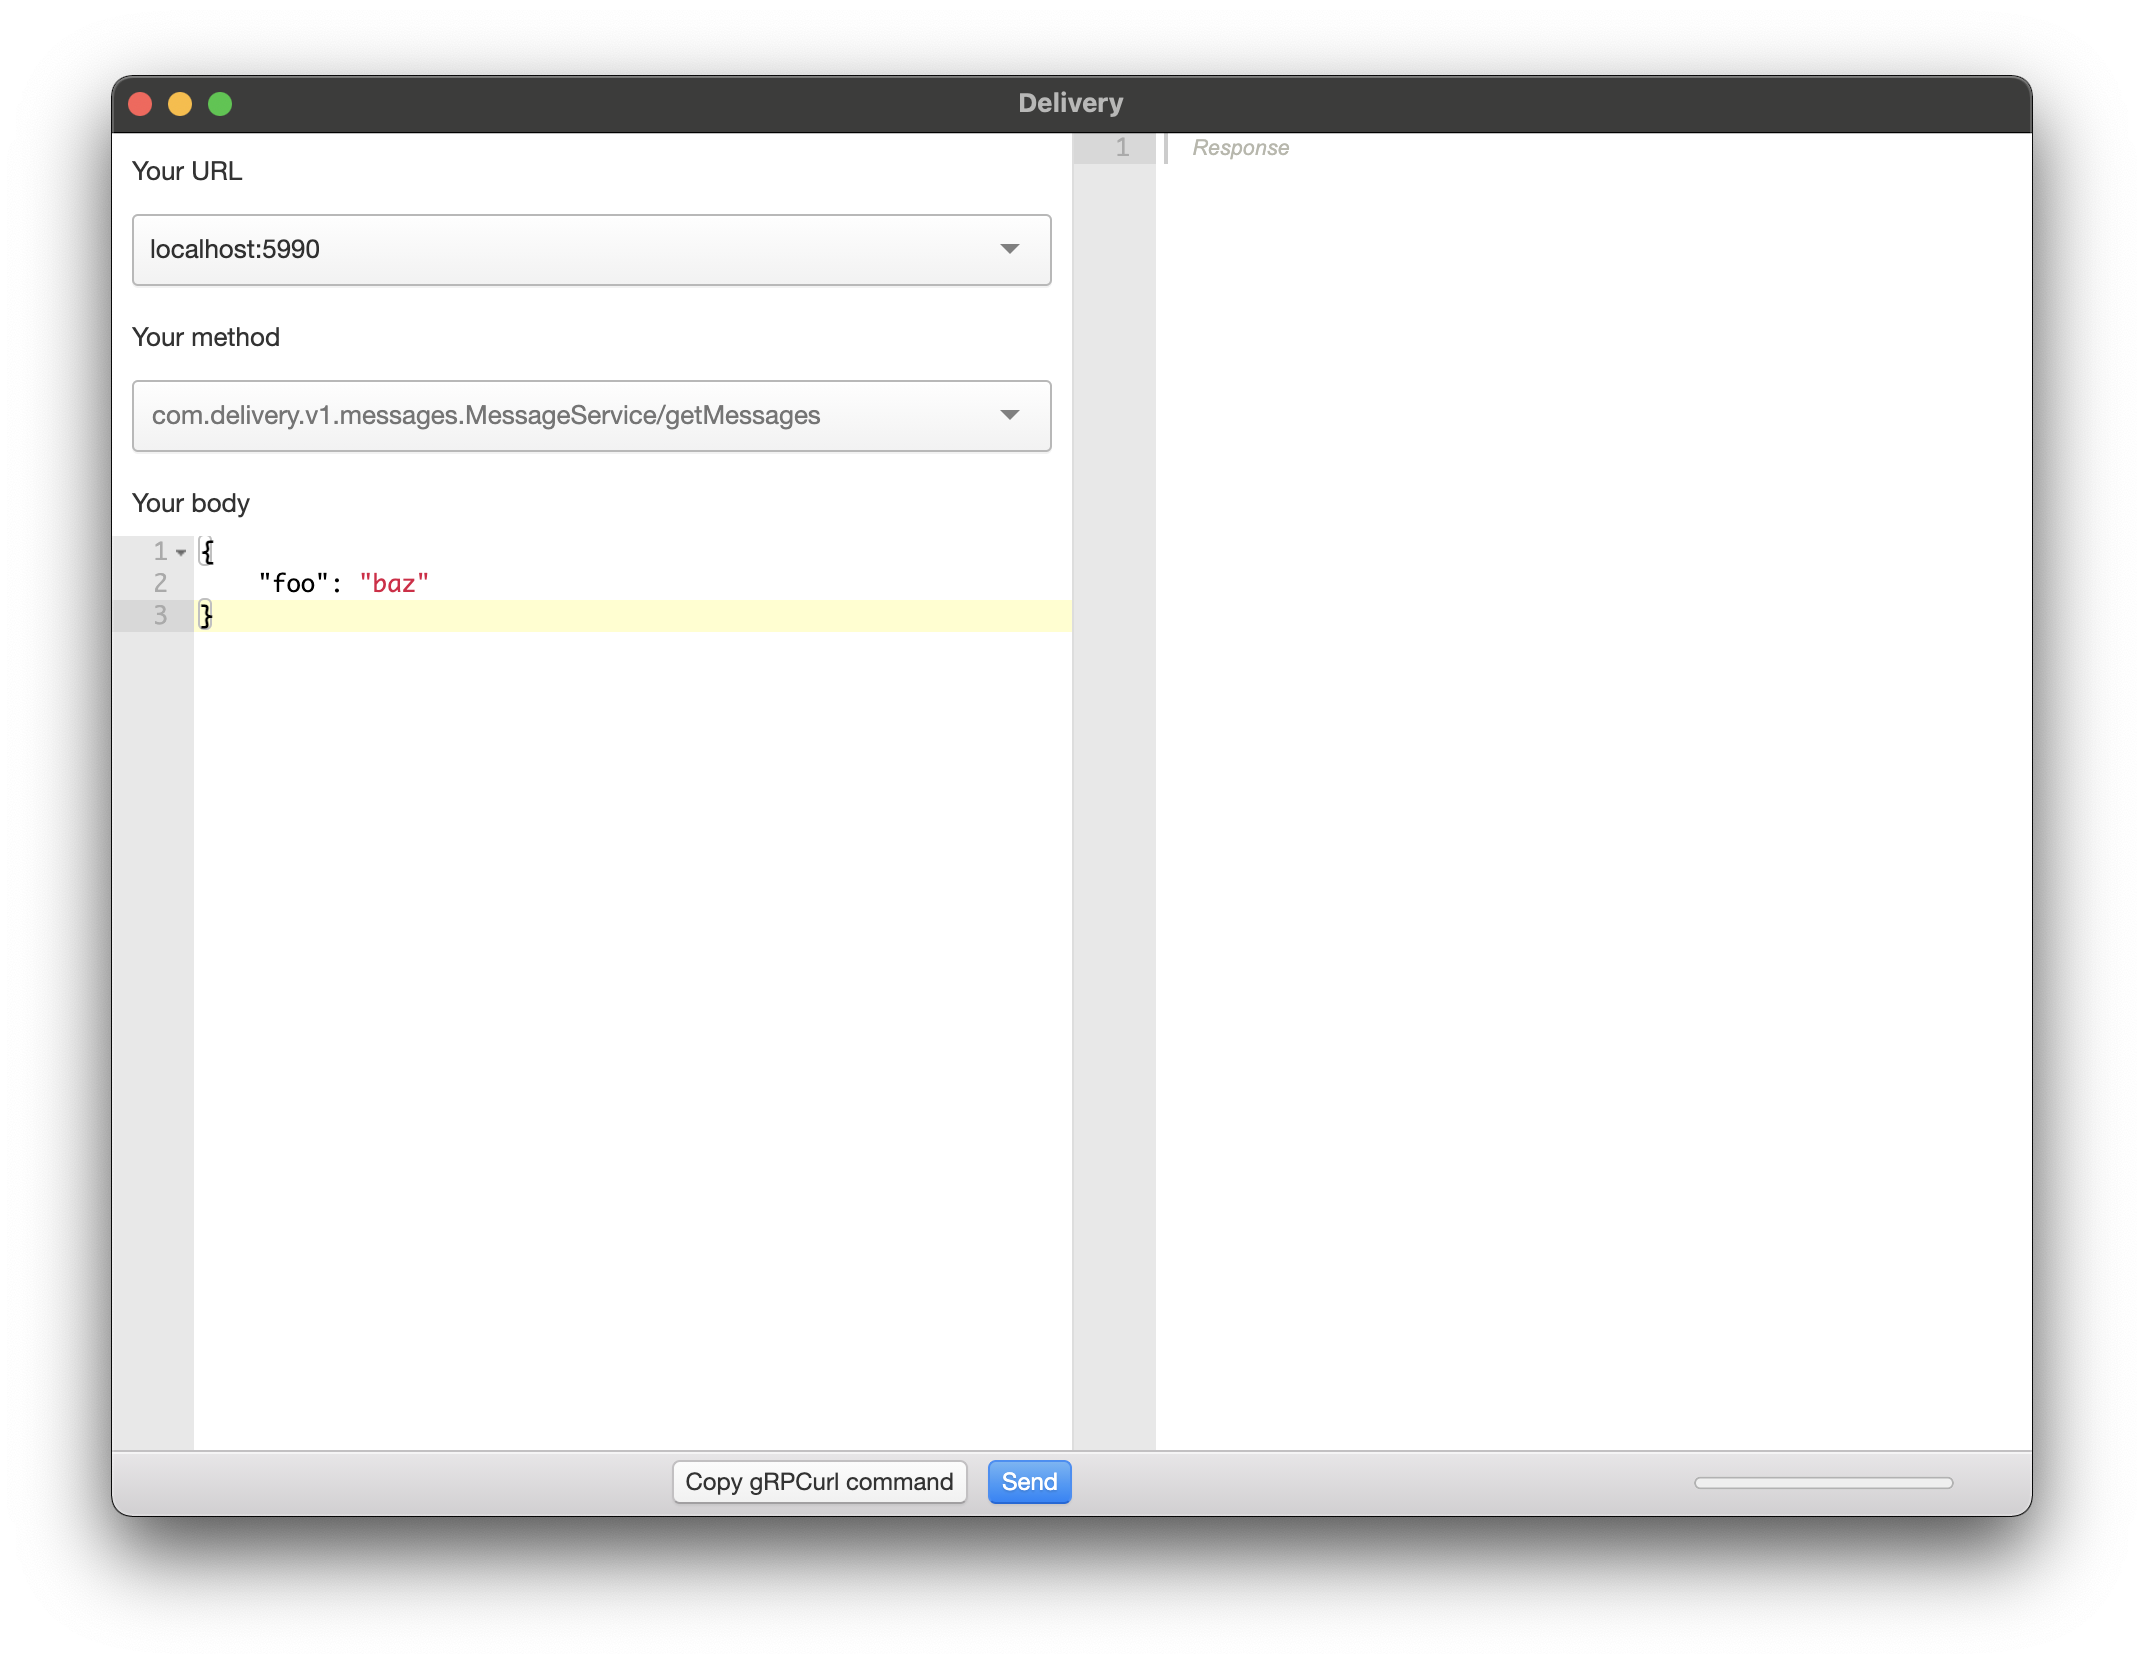 Delivery
Your URL
localhost:5990
Your method
com.delivery.v1.messages.MessageService/getMessages
Your body
1 {
2 "foo": "baz"
3 }
1 Response
Copy gRPCurl command
Send